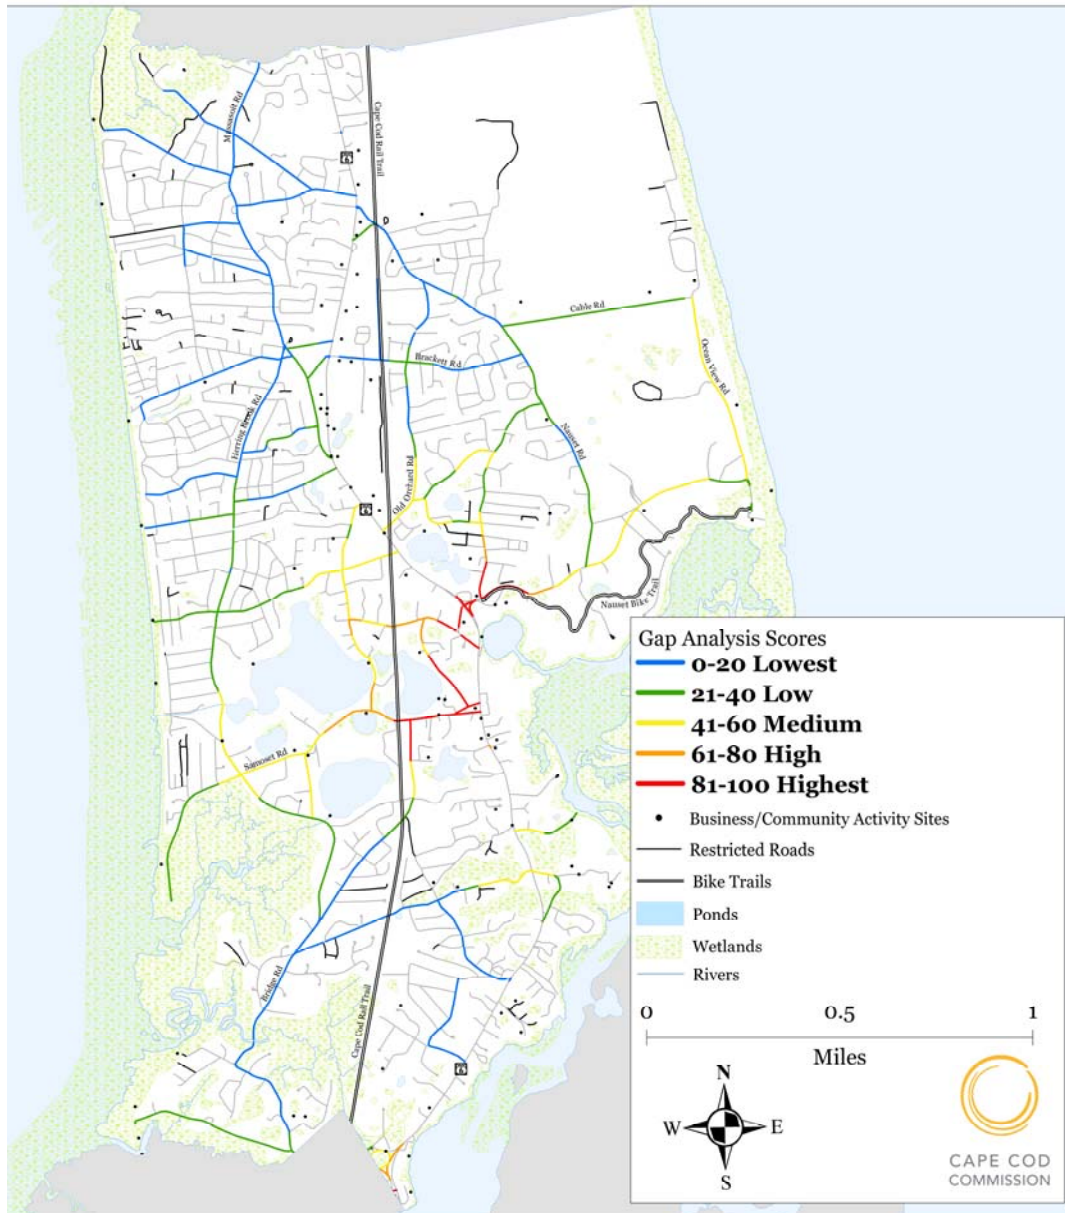 Massasoit Rd
Cape Cod Rail Trail
6
Cable Rd
Ocean View Rd
Brackett Rd
Herring Brook Rd
Nauset Rd
Old Orchard Rd
6
Nauset Bike Trail
Samoset Rd
Bridge Rd
Cape Cod Rail Trail
6
Gap Analysis Scores
0-20 Lowest
21-40 Low
41-60 Medium
61-80 High
81-100 Highest
Business/Community Activity Sites
Restricted Roads
Bike Trails
Ponds
Wetlands
Rivers
0 0.5 1
Miles
N
W E
S
CAPE COD
COMMISSION